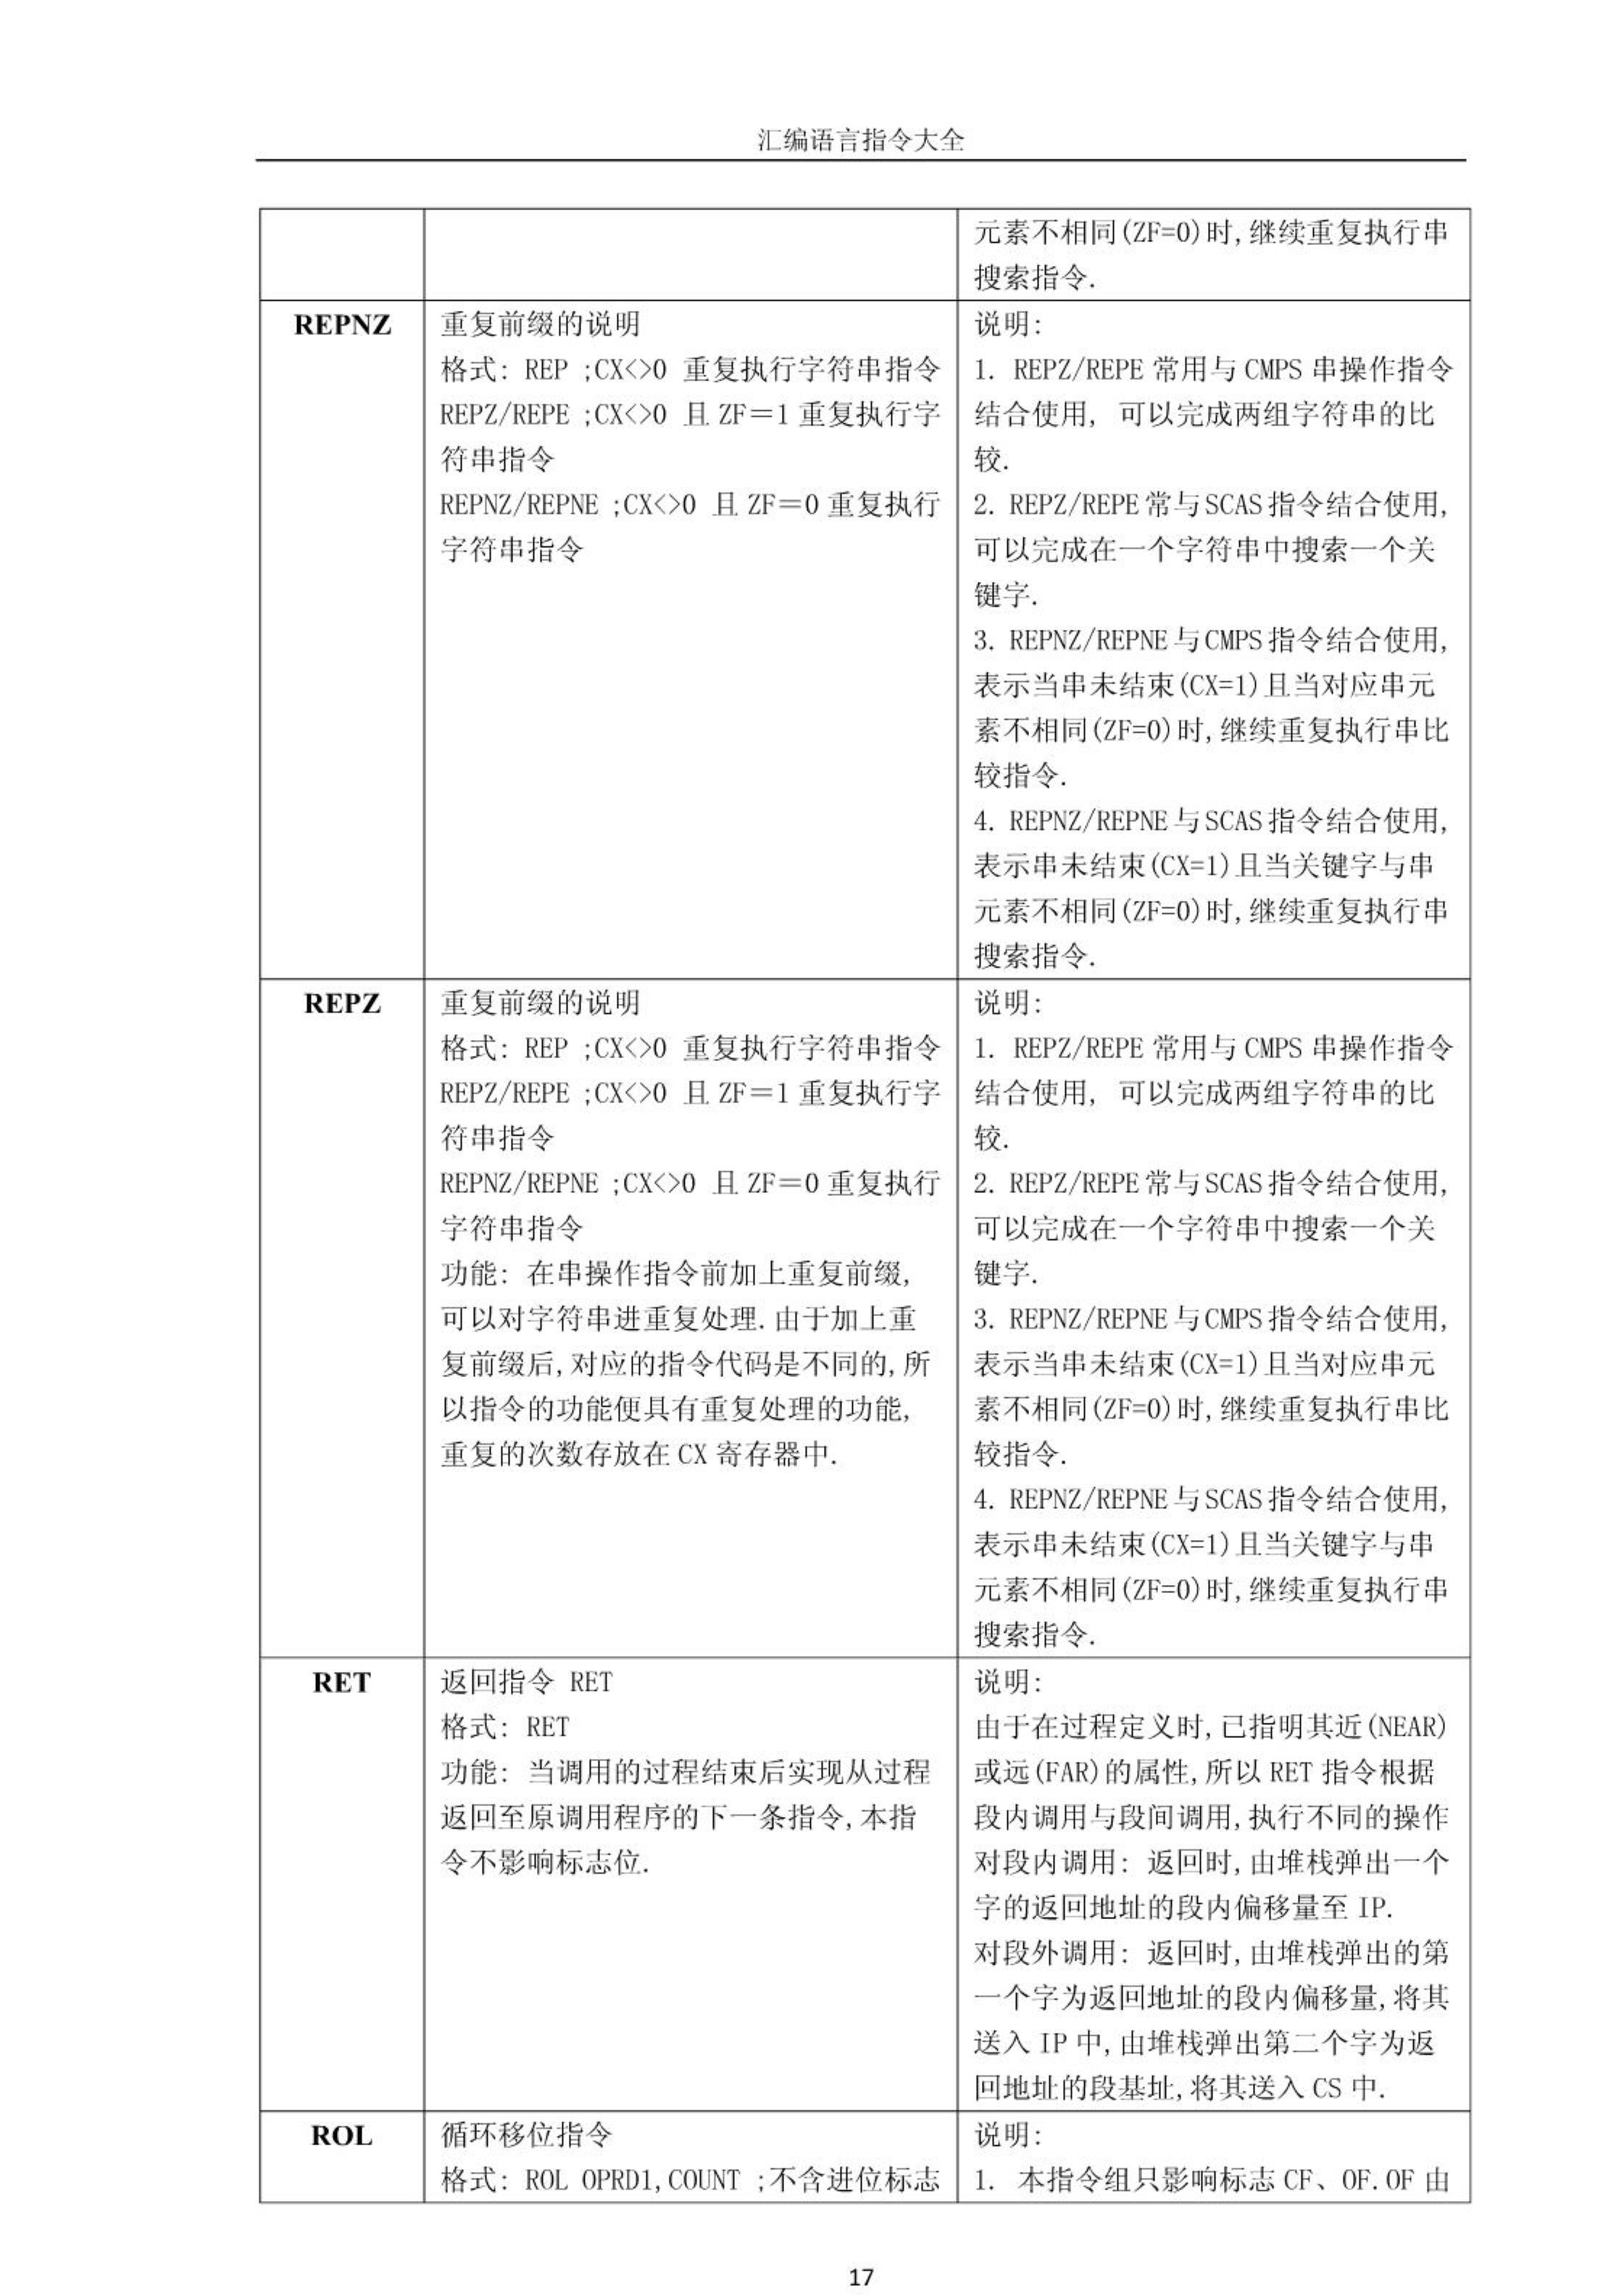 汇编语言指令大全
元素不相同(ZF=0)时,继续重复执行串
搜索指令.
REPNZ
重复前缀的说明
格式: REP ;CX<>0 重复执行字符串指令
REPZ/REPE ;CX<>0 且 ZF＝1 重复执行字
符串指令
REPNZ/REPNE ;CX<>0 且 ZF＝0 重复执行
字符串指令
说明:
1. REPZ/REPE 常用与 CMPS 串操作指令
结合使用, 可以完成两组字符串的比
较.
2. REPZ/REPE 常与 SCAS 指令结合使用,
可以完成在一个字符串中搜索一个关
键字.
3. REPNZ/REPNE 与 CMPS 指令结合使用,
表示当串未结束(CX=1)且当对应串元
素不相同(ZF=0)时,继续重复执行串比
较指令.
4. REPNZ/REPNE 与 SCAS 指令结合使用,
表示串未结束(CX=1)且当关键字与串
元素不相同(ZF=0)时,继续重复执行串
搜索指令.
REPZ
重复前缀的说明
格式: REP ;CX<>0 重复执行字符串指令
REPZ/REPE ;CX<>0 且 ZF＝1 重复执行字
符串指令
REPNZ/REPNE ;CX<>0 且 ZF＝0 重复执行
字符串指令
功能: 在串操作指令前加上重复前缀,
可以对字符串进重复处理.由于加上重
复前缀后,对应的指令代码是不同的,所
以指令的功能便具有重复处理的功能,
重复的次数存放在 CX 寄存器中.
说明:
1. REPZ/REPE 常用与 CMPS 串操作指令
结合使用, 可以完成两组字符串的比
较.
2. REPZ/REPE 常与 SCAS 指令结合使用,
可以完成在一个字符串中搜索一个关
键字.
3. REPNZ/REPNE 与 CMPS 指令结合使用,
表示当串未结束(CX=1)且当对应串元
素不相同(ZF=0)时,继续重复执行串比
较指令.
4. REPNZ/REPNE 与 SCAS 指令结合使用,
表示串未结束(CX=1)且当关键字与串
元素不相同(ZF=0)时,继续重复执行串
搜索指令.
RET
返回指令 RET
格式: RET
功能: 当调用的过程结束后实现从过程
返回至原调用程序的下一条指令,本指
令不影响标志位.
说明:
由于在过程定义时,已指明其近(NEAR)
或远(FAR)的属性,所以 RET 指令根据
段内调用与段间调用,执行不同的操作
对段内调用: 返回时,由堆栈弹出一个
字的返回地址的段内偏移量至 IP.
对段外调用: 返回时,由堆栈弹出的第
一个字为返回地址的段内偏移量,将其
送入 IP 中,由堆栈弹出第二个字为返
回地址的段基址,将其送入 CS 中.
ROL
循环移位指令
格式: ROL OPRD1,COUNT ;不含进位标志
说明:
1. 本指令组只影响标志 CF、OF.OF 由
17